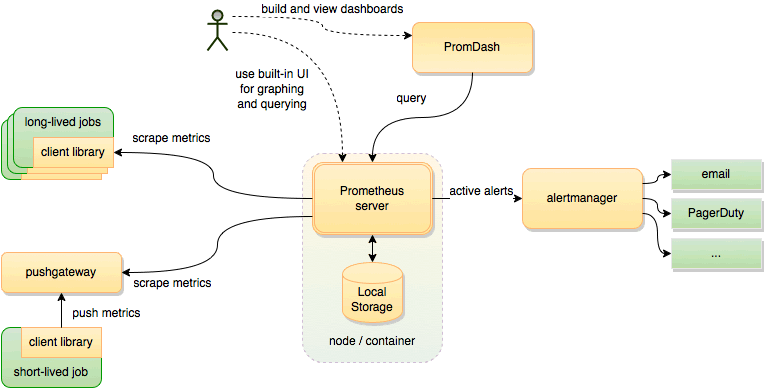 build and view dashboards
PromDash
use built-in UI
for graphing
and querying
query
long-lived jobs
client library
scrape metrics
Prometheus
server
active alerts
alertmanager
email
PagerDuty
...
pushgateway
scrape metrics
Local
Storage
push metrics
node / container
client library
short-lived job